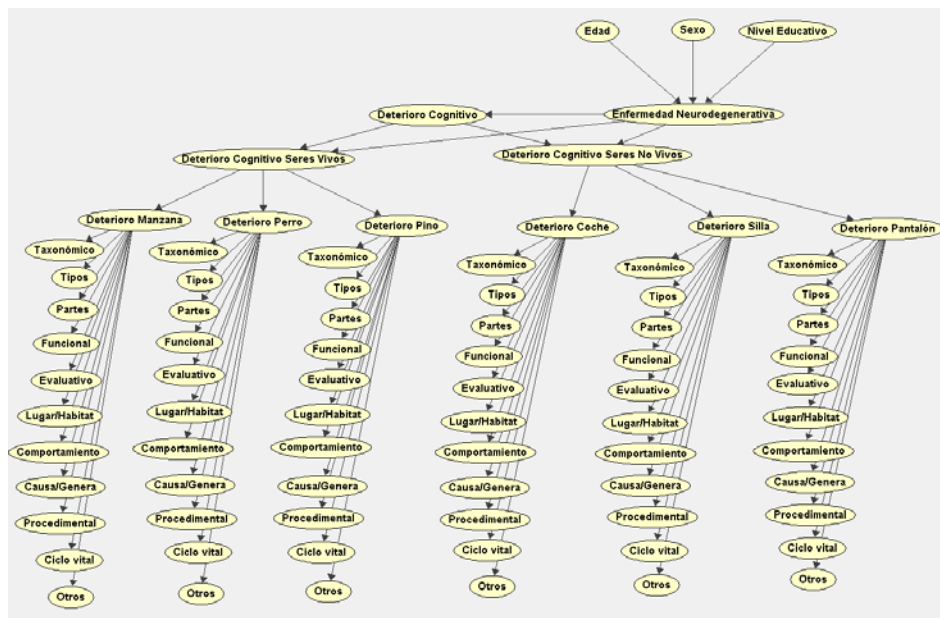 Edad
Sexo
Nivel Educativo
Enfermedad Neurodegenerativa
Deterioro Cognitivo
Deterioro Cognitivo Seres Vivos
Deterioro Cognitivo Seres No Vivos
Deterioro Manzana
Taxonómico
Tipos
Partes
Funcional
Evaluativo
Lugar/Habitat
Comportamiento
Causa/Genera
Procedimental
Ciclo vital
Otros
Deterioro Perro
Taxonómico
Tipos
Partes
Funcional
Evaluativo
Lugar/Habitat
Comportamiento
Causa/Genera
Procedimental
Ciclo vital
Otros
Deterioro Pino
Taxonómico
Tipos
Partes
Funcional
Evaluativo
Lugar/Habitat
Comportamiento
Causa/Genera
Procedimental
Ciclo vital
Otros
Deterioro Coche
Taxonómico
Tipos
Partes
Funcional
Evaluativo
Lugar/Habitat
Comportamiento
Causa/Genera
Procedimental
Ciclo vital
Otros
Deterioro Silla
Taxonómico
Tipos
Partes
Funcional
Evaluativo
Lugar/Habitat
Comportamiento
Causa/Genera
Procedimental
Ciclo vital
Otros
Deterioro Pantalón
Taxonómico
Tipos
Partes
Funcional
Evaluativo
Lugar/Habitat
Comportamiento
Causa/Genera
Procedimental
Ciclo vital
Otros